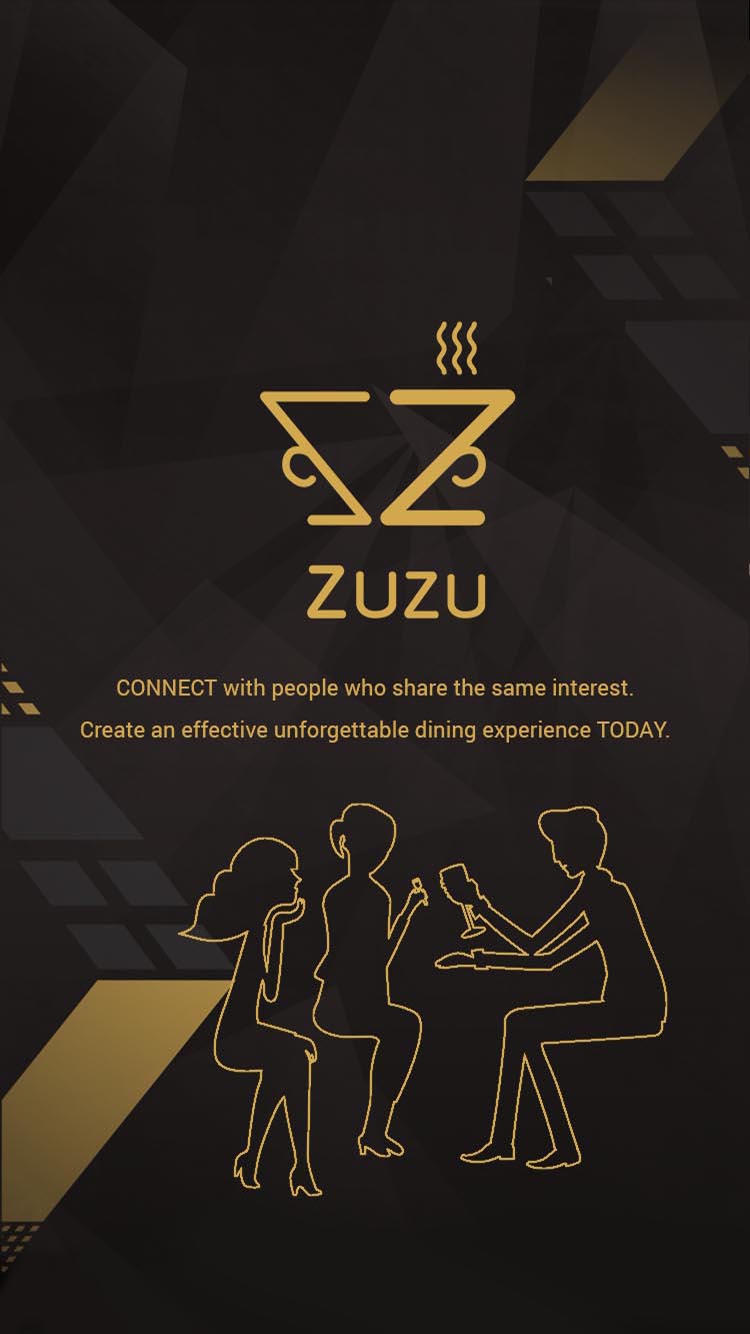 ZUZU
CONNECT with people who share the same interest.
Create an effective unforgettable dining experience TODAY.